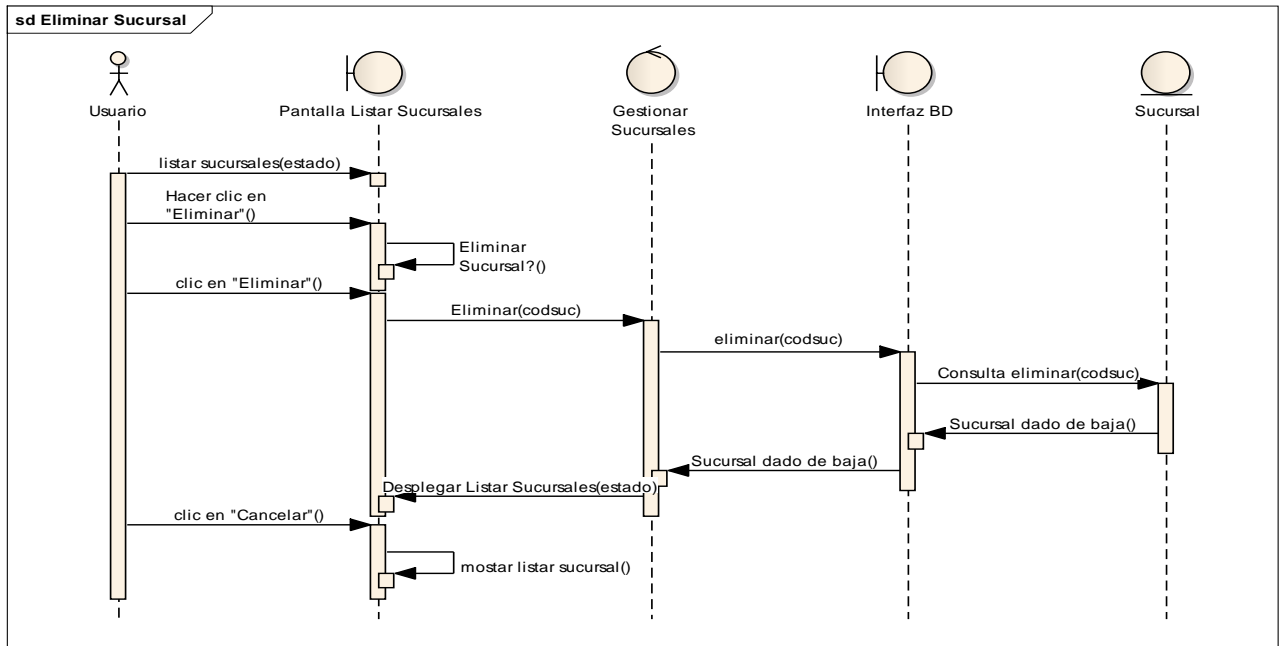 sd Eliminar Sucursal
Usuario
Pantalla Listar Sucursales
Gestionar
Sucursales
Interfaz BD
Sucursal
listar sucursales(estado)
Hacer clic en
"Eliminar"()
Eliminar
Sucursal?()
clic en "Eliminar"()
Eliminar(codsuc)
eliminar(codsuc)
Consulta eliminar(codsuc)
Sucursal dado de baja()
Sucursal dado de baja()
Desplegar Listar Sucursales(estado)
clic en "Cancelar"()
mostar listar sucursal()